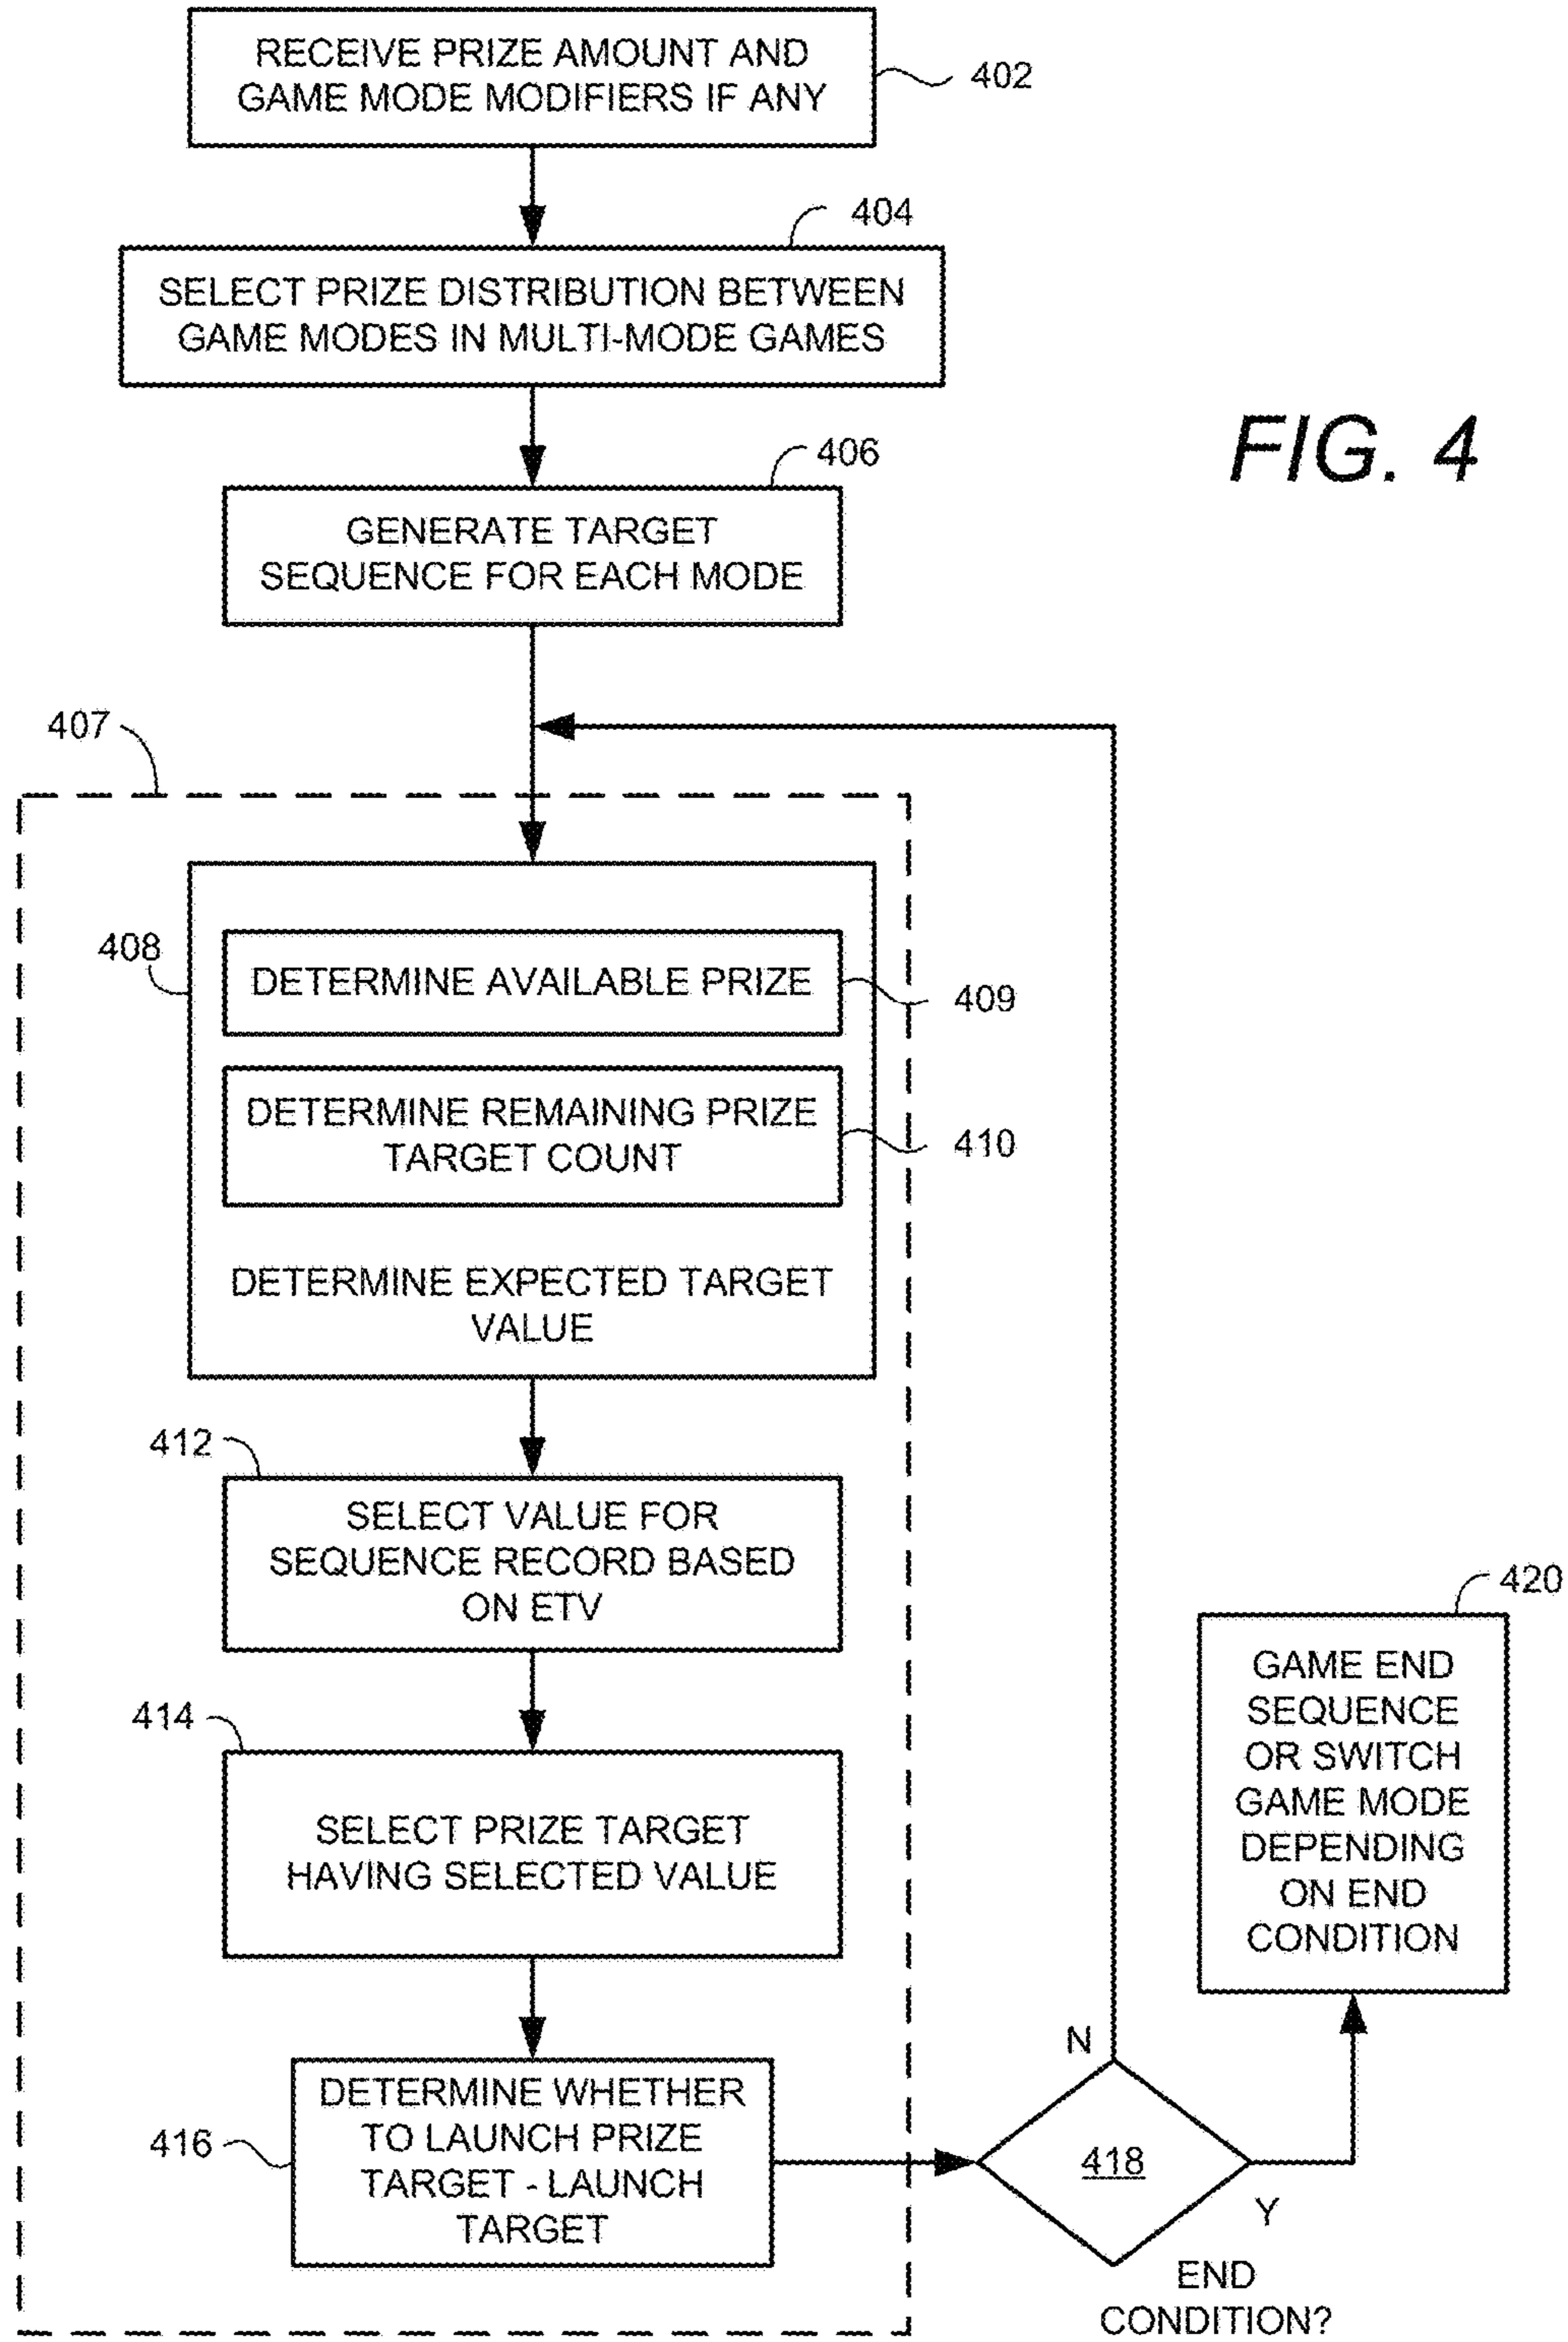 RECEIVE PRIZE AMOUNT AND
GAME MODE MODIFIERS IF ANY
402
404
SELECT PRIZE DISTRIBUTION BETWEEN
GAME MODES IN MULTI-MODE GAMES
406
FIG. 4
GENERATE TARGET
SEQUENCE FOR EACH MODE
407
408
DETERMINE AVAILABLE PRIZE
409
DETERMINE REMAINING PRIZE
TARGET COUNT
410
DETERMINE EXPECTED TARGET
VALUE
412
SELECT VALUE FOR
SEQUENCE RECORD BASED
ON ETV
414
SELECT PRIZE TARGET
HAVING SELECTED VALUE
416
DETERMINE WHETHER
TO LAUNCH PRIZE
TARGET - LAUNCH
TARGET
N
418
Y
END
CONDITION?
420
GAME END
SEQUENCE
OR SWITCH
GAME MODE
DEPENDING
ON END
CONDITION